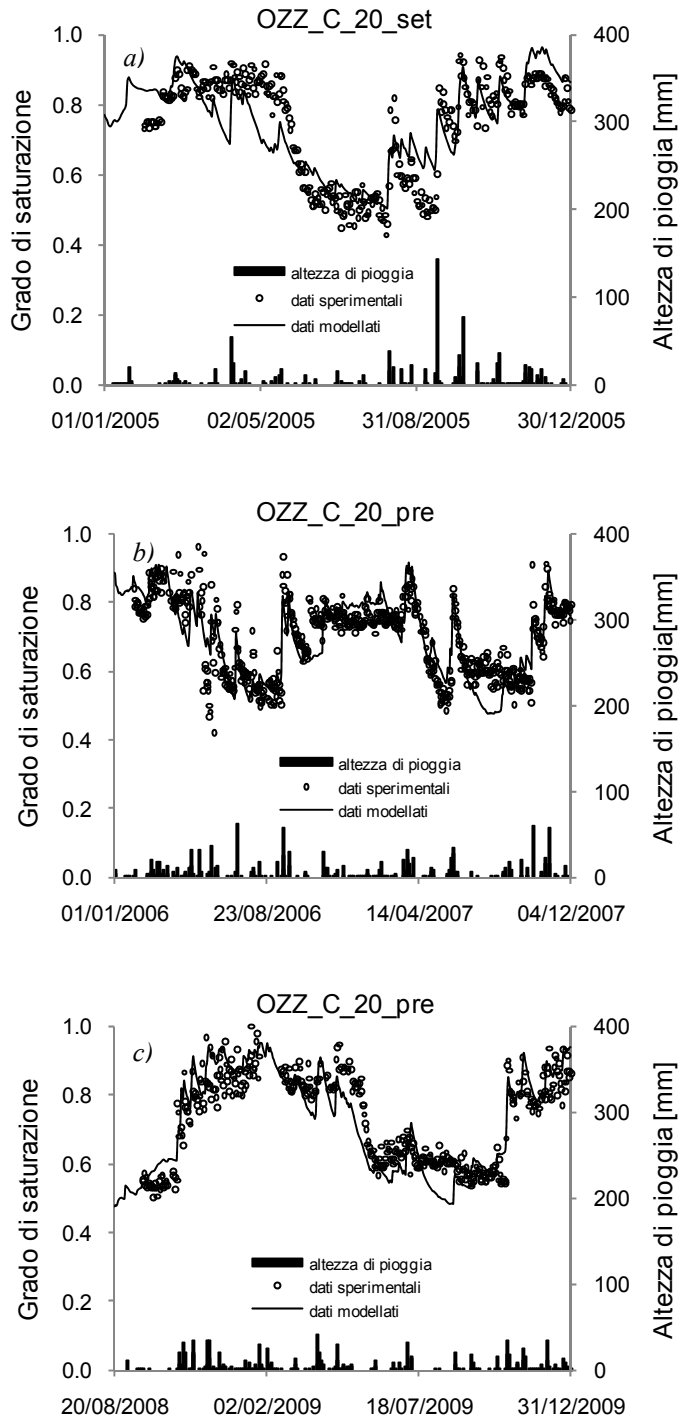 OZZ_C_20_set
a)
Grado di saturazione
Altezza di pioggia [mm]
1.0
0.8
0.6
0.4
0.2
0.0
400
300
200
100
0
altezza di pioggia
dati sperimentali
dati modellati
01/01/2005 02/05/2005 31/08/2005 30/12/2005
OZZ_C_20_pre
b)
Grado di saturazione
Altezza di pioggia[mm]
1.0
0.8
0.6
0.4
0.2
0.0
400
300
200
100
0
altezza di pioggia
dati sperimentali
dati modellati
01/01/2006 23/08/2006 14/04/2007 04/12/2007
OZZ_C_20_pre
c)
Grado di saturazione
Altezza di pioggia [mm]
1.0
0.8
0.6
0.4
0.2
0.0
400
300
200
100
0
altezza di pioggia
dati sperimentali
dati modellati
20/08/2008 02/02/2009 18/07/2009 31/12/2009